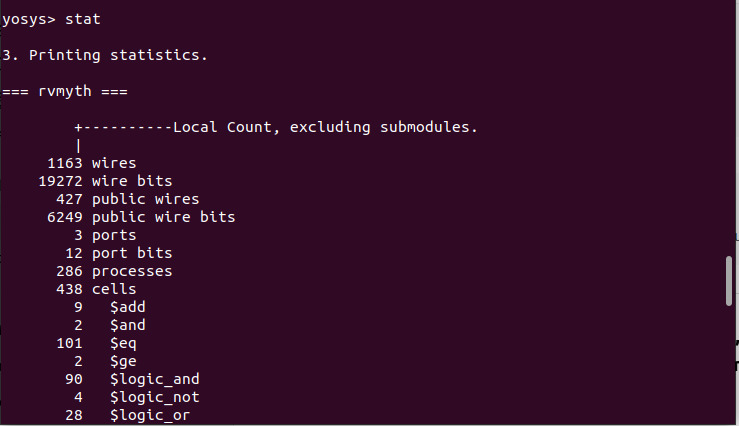 yosys> stat
3. Printing statistics.
=== rvmyth ===
+----------Local Count, excluding submodules.
|
1163 wires
19272 wire bits
427 public wires
6249 public wire bits
3 ports
12 port bits
286 processes
438 cells
9 $add
2 $and
101 $eq
2 $ge
90 $logic_and
4 $logic_not
28 $logic_or